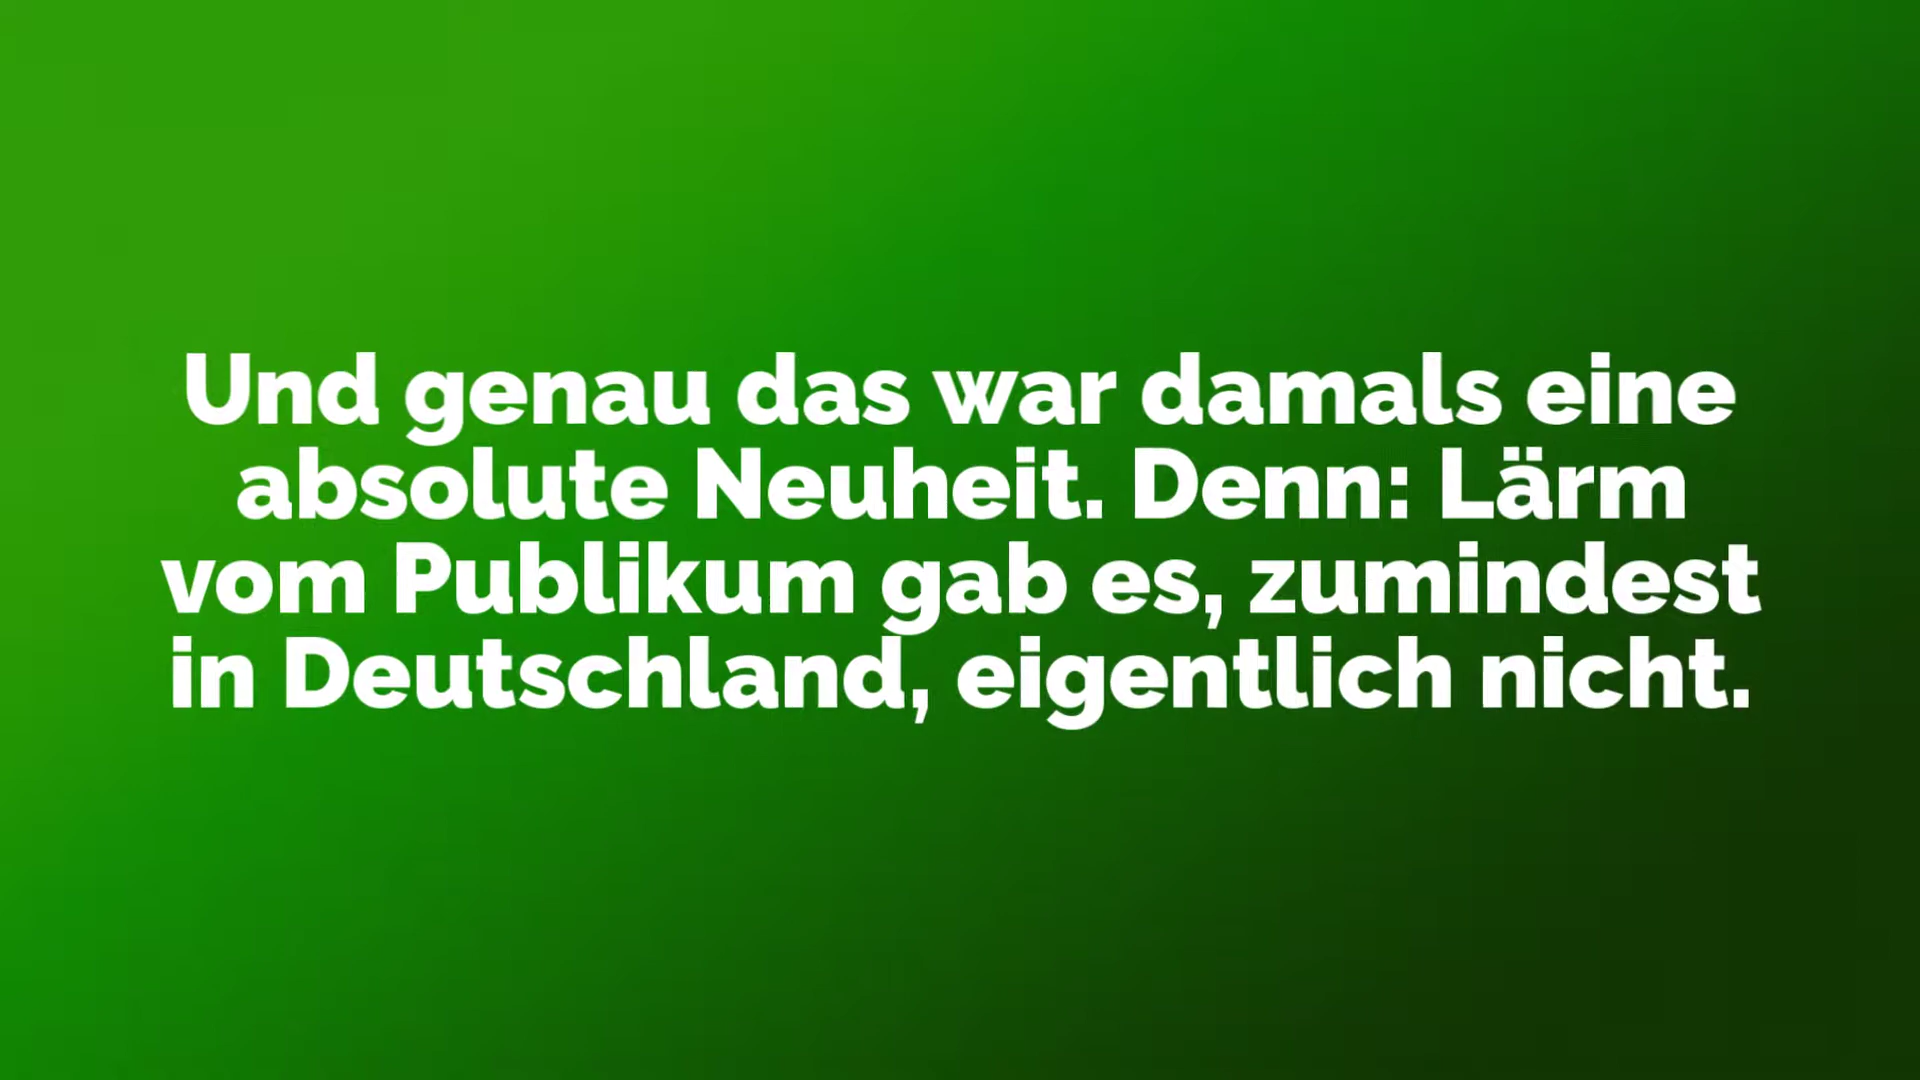 Und genau das war damals eine
absolute Neuheit. Denn: Lärm
vom Publikum gab es, zumindest
in Deutschland, eigentlich nicht.